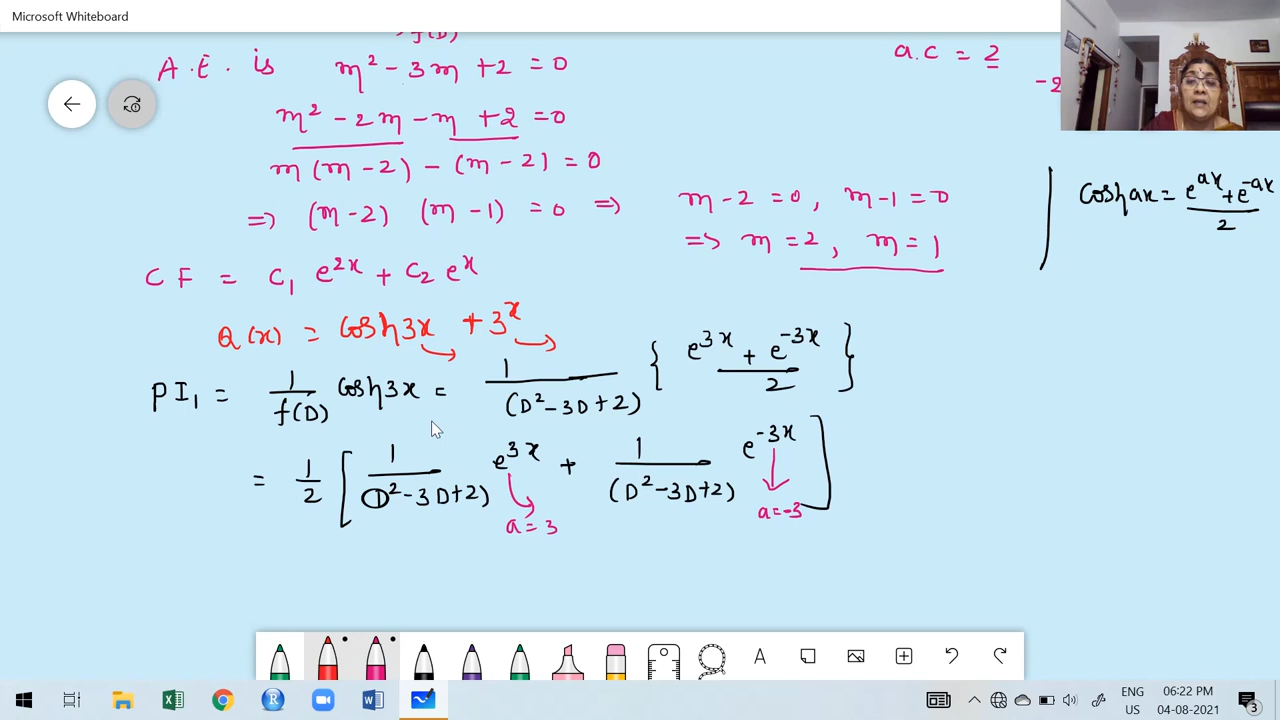 Microsoft Whiteboard
f(D)
A.E. is m² - 3m + 2 = 0
a.c = 2
-2
m² - 2m - m + 2 = 0
m(m-2) - (m-2) = 0
=> (m-2) (m-1) = 0 =>
m-2 = 0, m-1 = 0
=> m = 2, m = 1
coshax = (e^ax + e^-ax)/2
CF = C₁ e^2x + C₂ e^x
Q(x) = cosh3x + 3^x
PI₁ = 1/f(D) cosh3x = 1/(D²-3D+2) { (e^3x + e^-3x)/2 }
= 1/2 [ 1/(D²-3D+2) e^3x + 1/(D²-3D+2) e^-3x ]
a = 3
a = -3
A
W
ENG
US
06:22 PM
04-08-2021
3